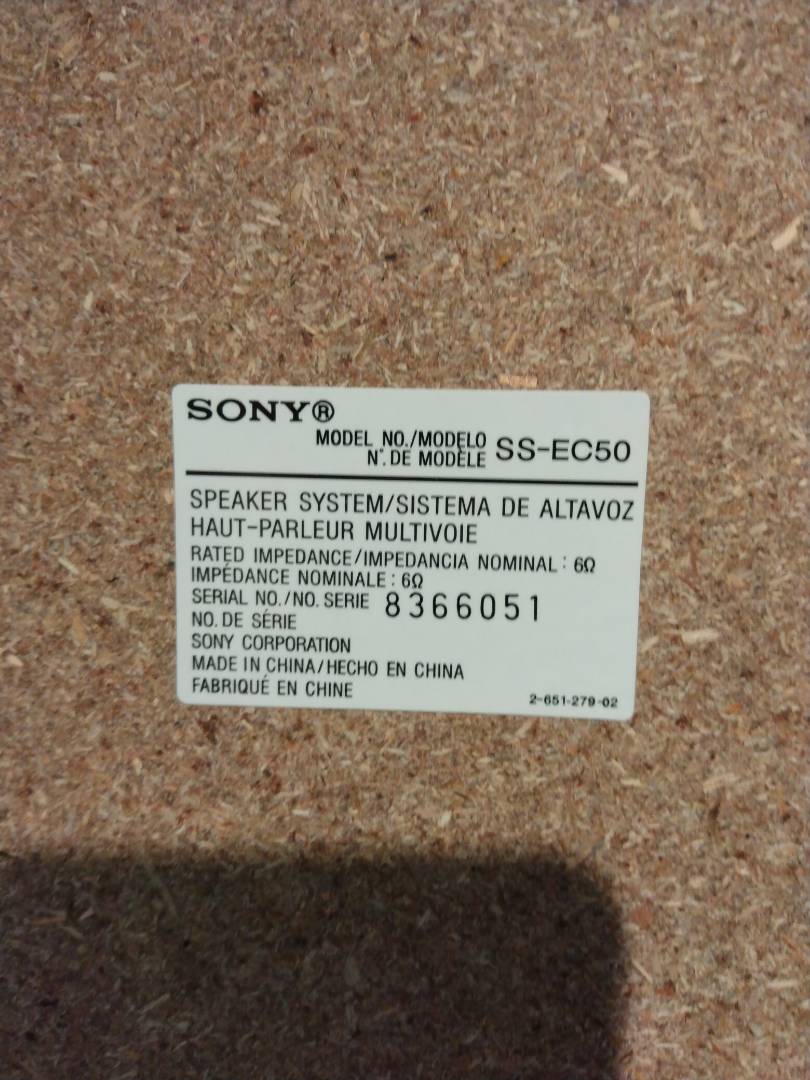 SONY®
MODEL NO./MODELO
N°. DE MODÈLE SS-EC50
SPEAKER SYSTEM/SISTEMA DE ALTAVOZ
HAUT-PARLEUR MULTIVOIE
RATED IMPEDANCE/IMPEDANCIA NOMINAL : 6Ω
IMPÉDANCE NOMINALE : 6Ω
SERIAL NO./NO. SERIE 8366051
NO. DE SÉRIE
SONY CORPORATION
MADE IN CHINA/HECHO EN CHINA
FABRIQUÉ EN CHINE
2-651-279-02